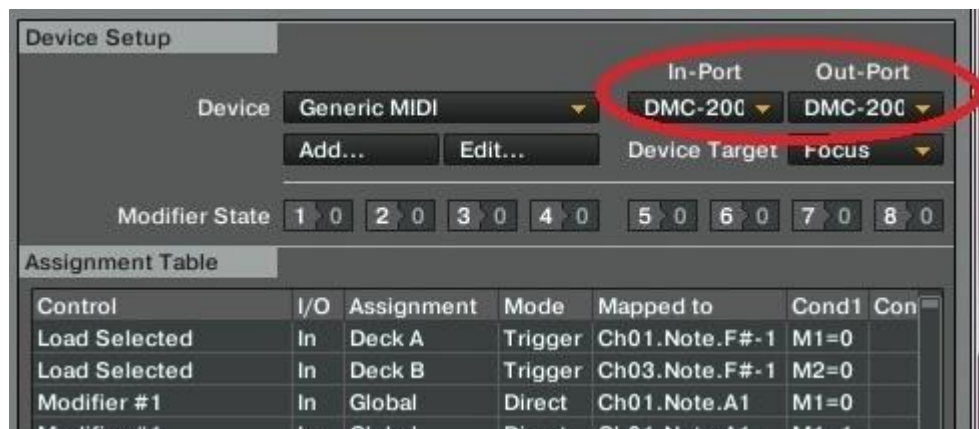 Device Setup
In-Port Out-Port
Device Generic MIDI DMC-200 DMC-200
Add... Edit... Device Target Focus
Modifier State 1 0 2 0 3 0 4 0 5 0 6 0 7 0 8 0
Assignment Table
Control I/O Assignment Mode Mapped to Cond1 Con
Load Selected In Deck A Trigger Ch01.Note.F#-1 M1=0
Load Selected In Deck B Trigger Ch03.Note.F#-1 M2=0
Modifier #1 In Global Direct Ch01.Note.A1 M1=0